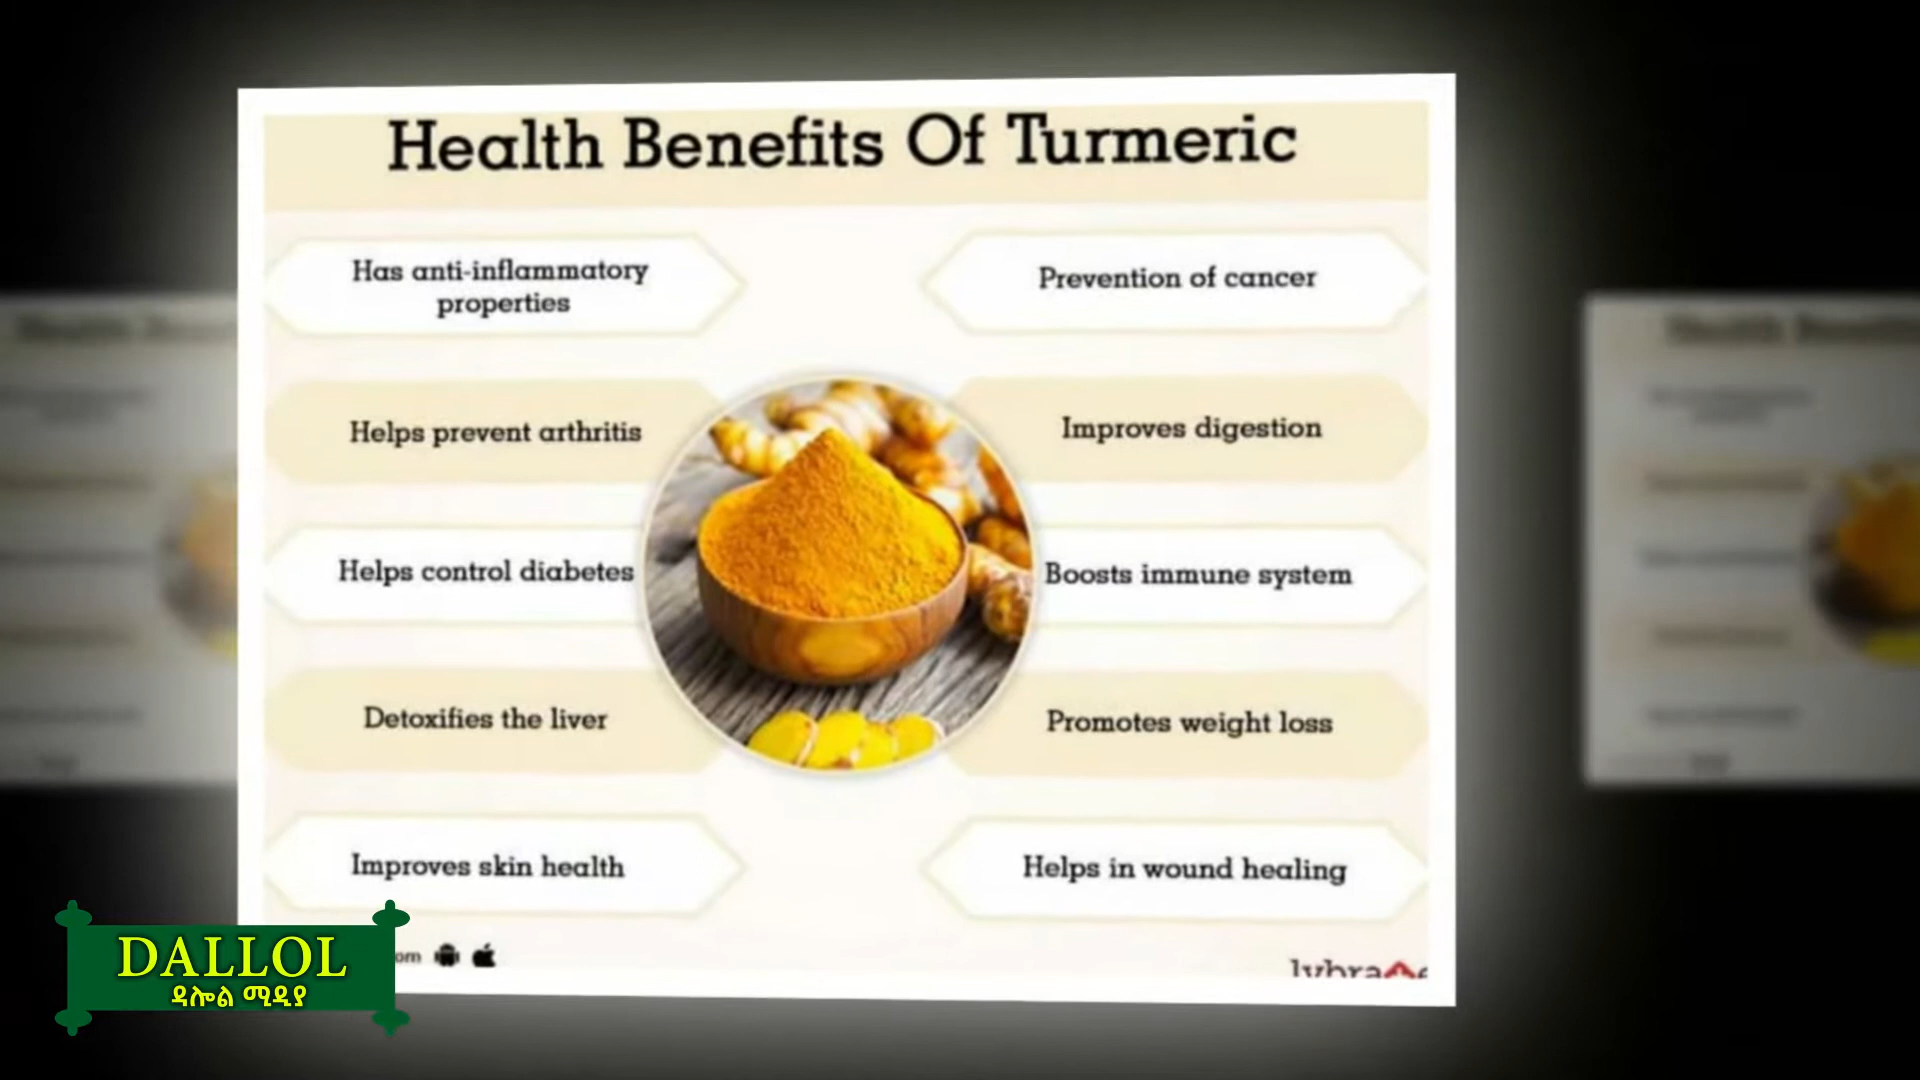 Health Benefits Of Turmeric
Has anti-inflammatory
properties
Prevention of cancer
Helps prevent arthritis
Improves digestion
Helps control diabetes
Boosts immune system
Detoxifies the liver
Promotes weight loss
Improves skin health
Helps in wound healing
om
DALLOL
ዳሎል ሚዲያ